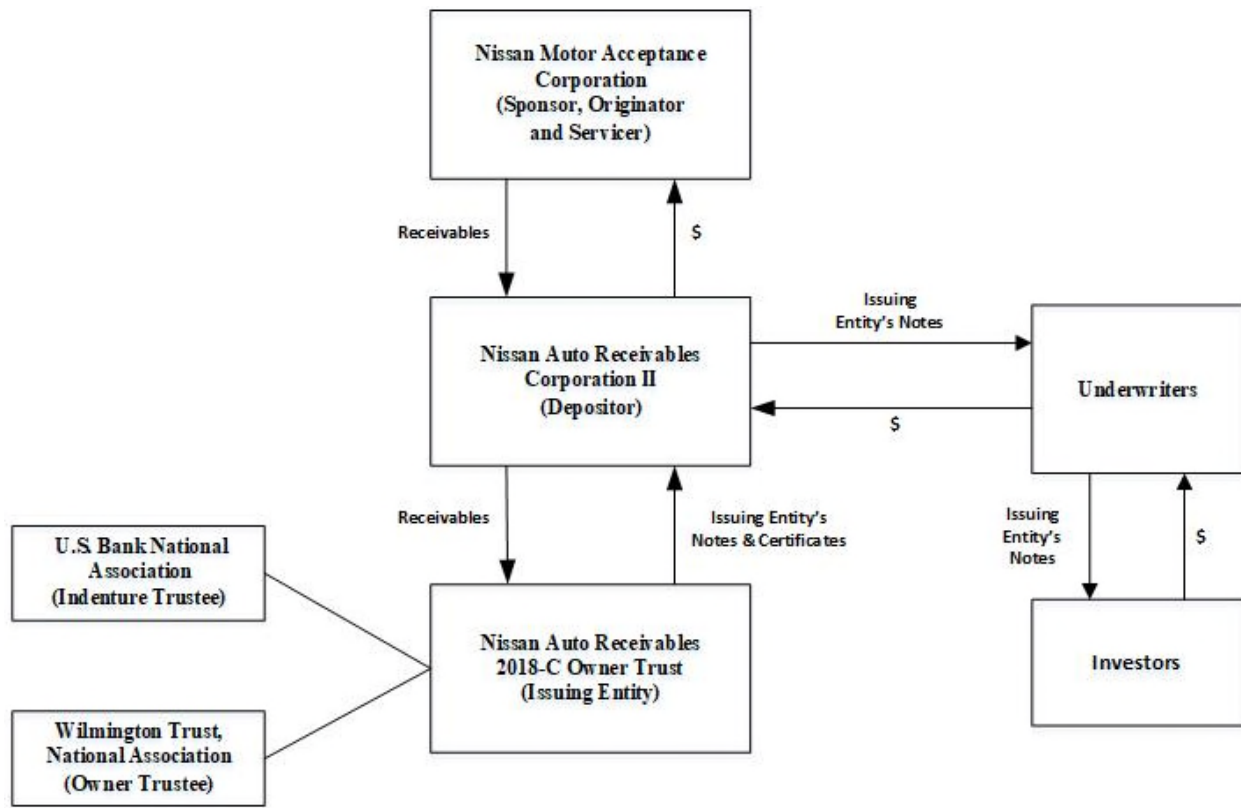 Nissan Motor Acceptance
Corporation
(Sponsor, Originator
and Servicer)
Receivables
$
Nissan Auto Receivables
Corporation II
(Depositor)
Issuing
Entity's Notes
$
Underwriters
Receivables
Issuing Entity's
Notes & Certificates
Issuing
Entity's
Notes
$
U.S. Bank National
Association
(Indenture Trustee)
Nissan Auto Receivables
2018-C Owner Trust
(Issuing Entity)
Investors
Wilmington Trust,
National Association
(Owner Trustee)